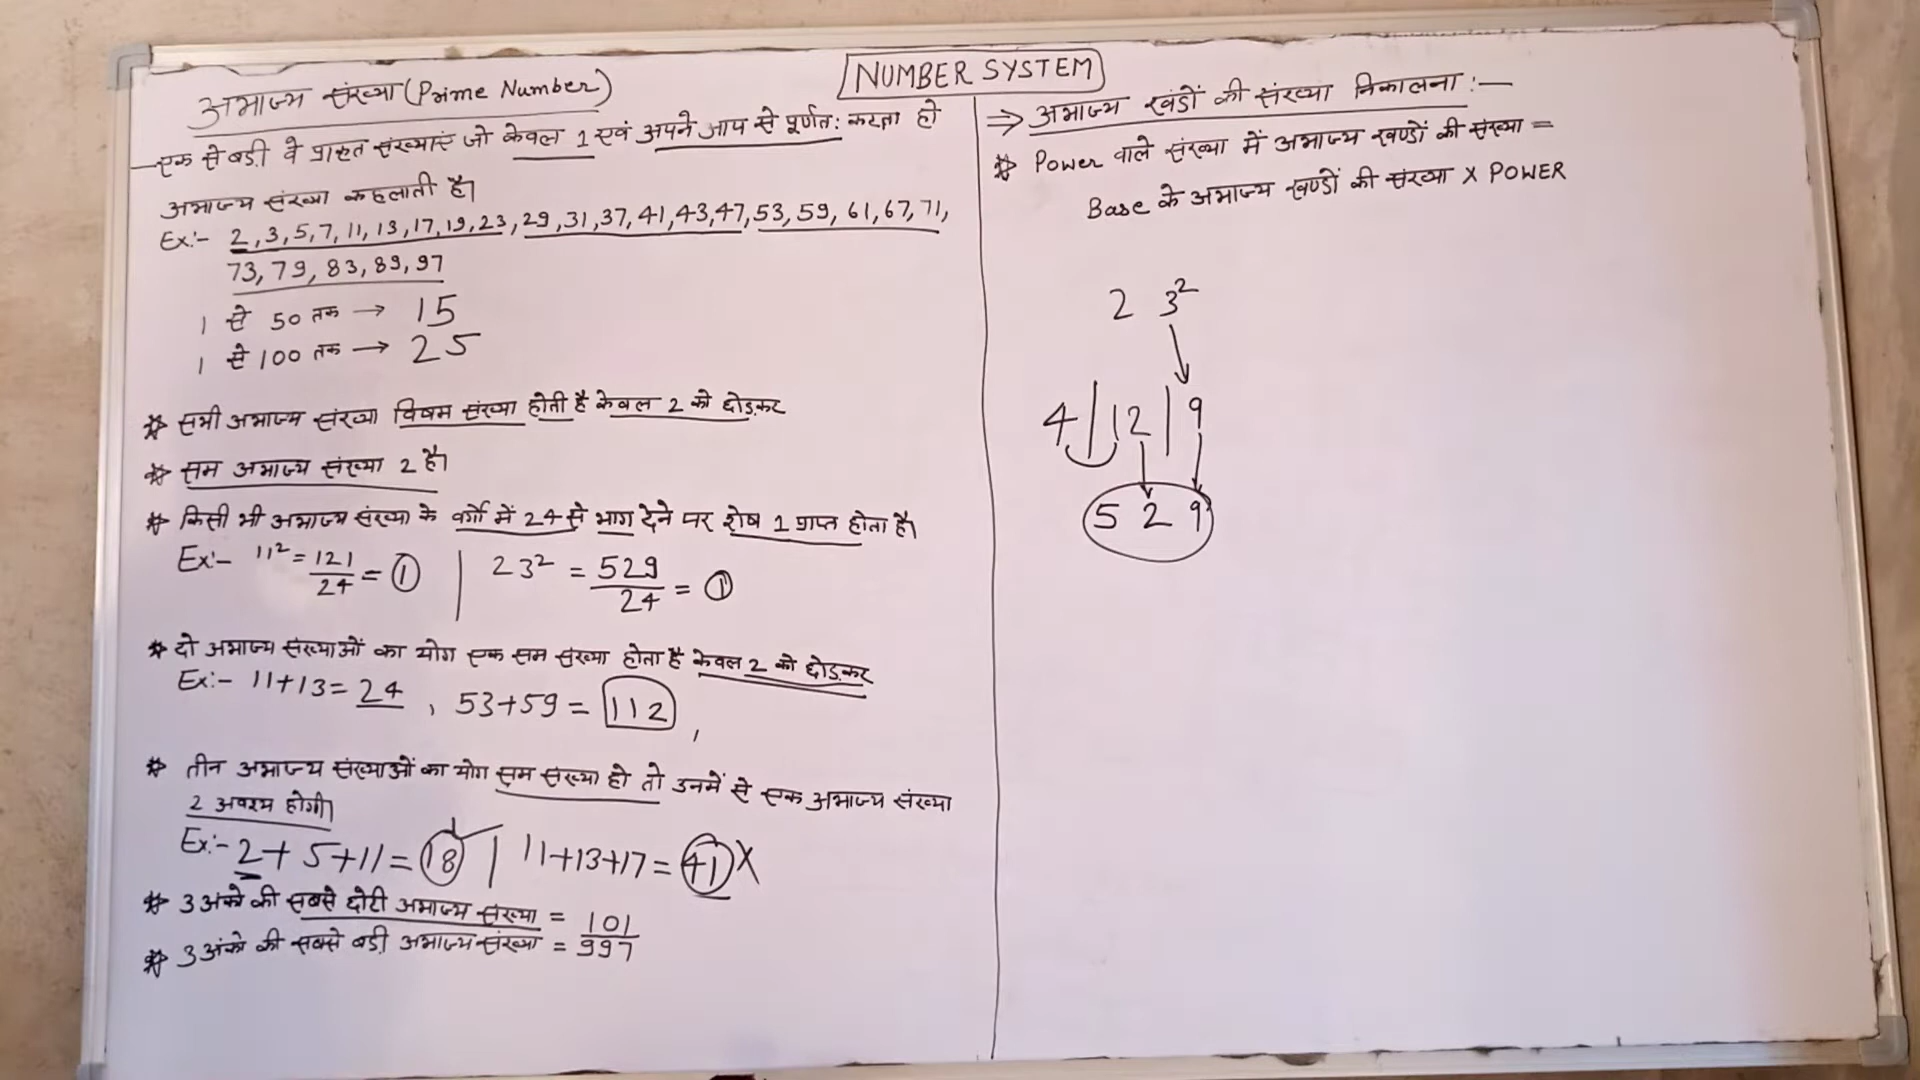 NUMBER SYSTEM
अभाज्य संख्या (Prime Number)
एक से बड़ी वे प्राकृत संख्याएं जो केवल 1 एवं अपने आप से पूर्णत: कटता हो
अभाज्य संख्या कहलाती है।
Ex:- 2, 3, 5, 7, 11, 13, 17, 19, 23, 29, 31, 37, 41, 43, 47, 53, 59, 61, 67, 71,
73, 79, 83, 89, 97
1 से 50 तक → 15
1 से 100 तक → 25
* सभी अभाज्य संख्या विषम संख्या होती है केवल 2 को छोड़कर
* सम अभाज्य संख्या 2 है।
* किसी भी अभाज्य संख्या के वर्गो में 24 से भाग देने पर शेष 1 प्राप्त होता है।
Ex:- 11² = 121/24 = 1 | 23² = 529/24 = 1
* दो अभाज्य संख्याओं का योग एक सम संख्या होता है केवल 2 को छोड़कर
Ex:- 11+13 = 24, 53+59 = 112,
* तीन अभाज्य संख्याओं का योग सम संख्या हो तो उनमें से एक अभाज्य संख्या
2 अवश्य होगी।
Ex:- 2+5+11 = 18 | 11+13+17 = 41 X
* 3 अंको की सबसे छोटी अभाज्य संख्या = 101
* 3 अंको की सबसे बड़ी अभाज्य संख्या = 997
⇒ अभाज्य खंडों की संख्या निकालना :—
* Power वाले संख्या में अभाज्य खण्डों की संख्या =
Base के अभाज्य खण्डों की संख्या X POWER
2 3²
4 | 12 | 9
5 2 9